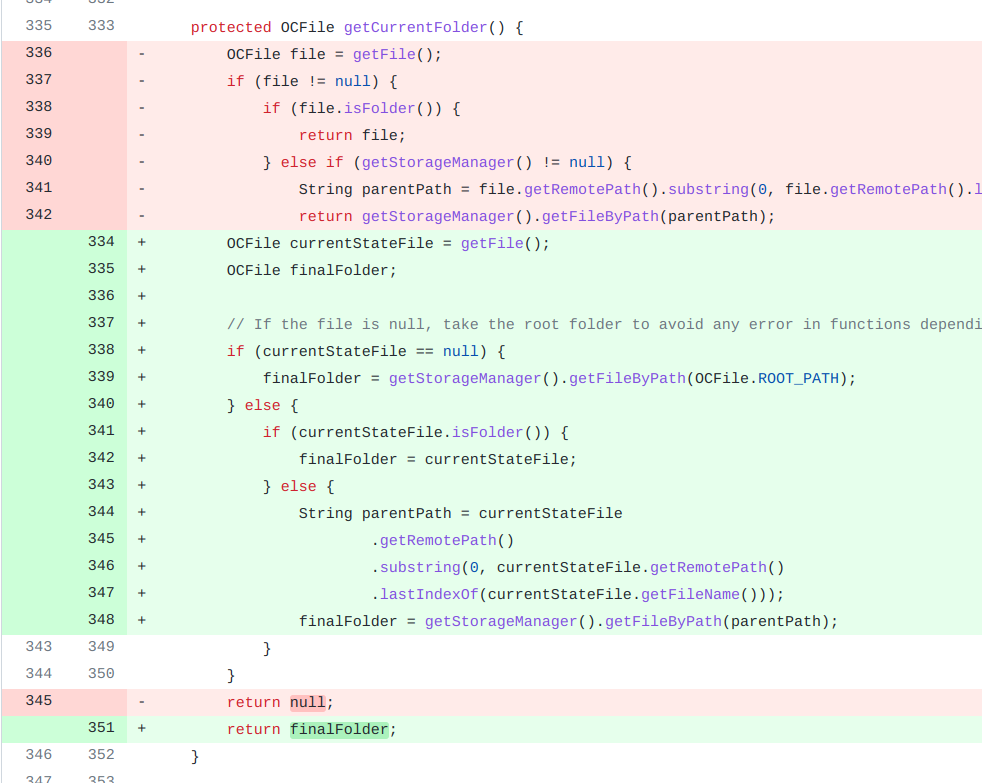 334 332
335 333 protected OCFile getCurrentFolder() {
336 - OCFile file = getFile();
337 - if (file != null) {
338 - if (file.isFolder()) {
339 - return file;
340 - } else if (getStorageManager() != null) {
341 - String parentPath = file.getRemotePath().substring(0, file.getRemotePath().l
342 - return getStorageManager().getFileByPath(parentPath);
334 + OCFile currentStateFile = getFile();
335 + OCFile finalFolder;
336 +
337 + // If the file is null, take the root folder to avoid any error in functions dependi
338 + if (currentStateFile == null) {
339 + finalFolder = getStorageManager().getFileByPath(OCFile.ROOT_PATH);
340 + } else {
341 + if (currentStateFile.isFolder()) {
342 + finalFolder = currentStateFile;
343 + } else {
344 + String parentPath = currentStateFile
345 + .getRemotePath()
346 + .substring(0, currentStateFile.getRemotePath()
347 + .lastIndexOf(currentStateFile.getFileName()));
348 + finalFolder = getStorageManager().getFileByPath(parentPath);
343 349 }
344 350 }
345 - return null;
351 + return finalFolder;
346 352 }
347 353